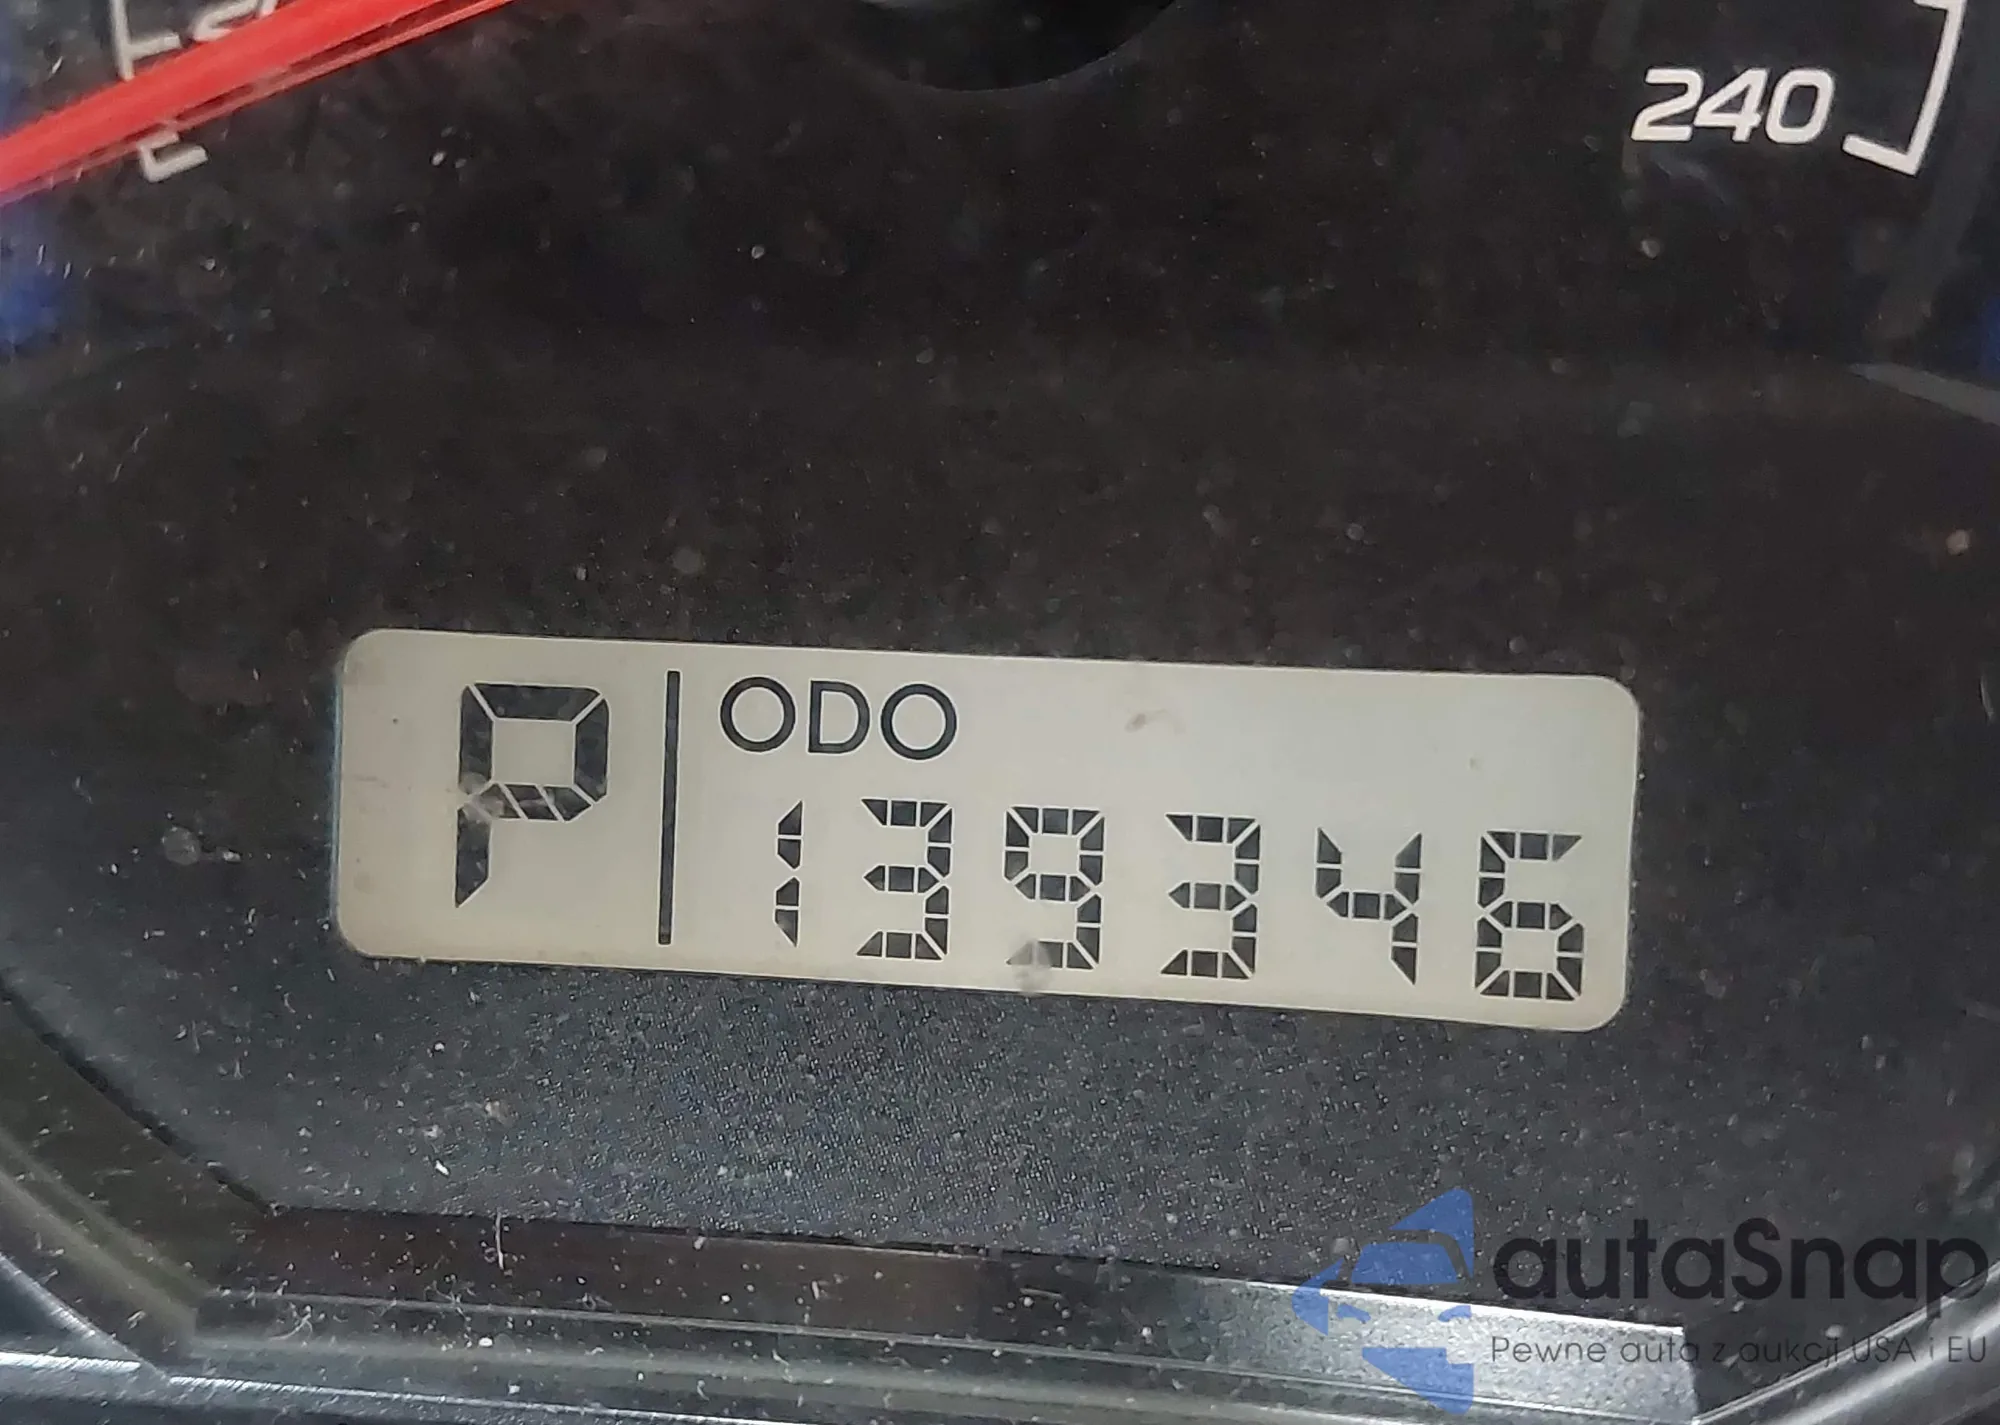 240
P ODO
139346
autaSnap
Pewne auta z aukcji USA i EU